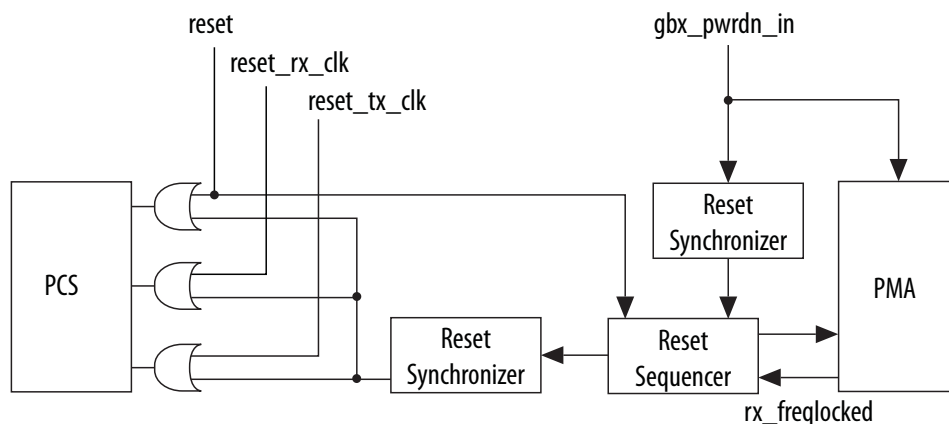 reset
reset_rx_clk
reset_tx_clk
gbx_pwrdn_in
PCS
Reset
Synchronizer
PMA
Reset
Synchronizer
Reset
Sequencer
rx_freqlocked